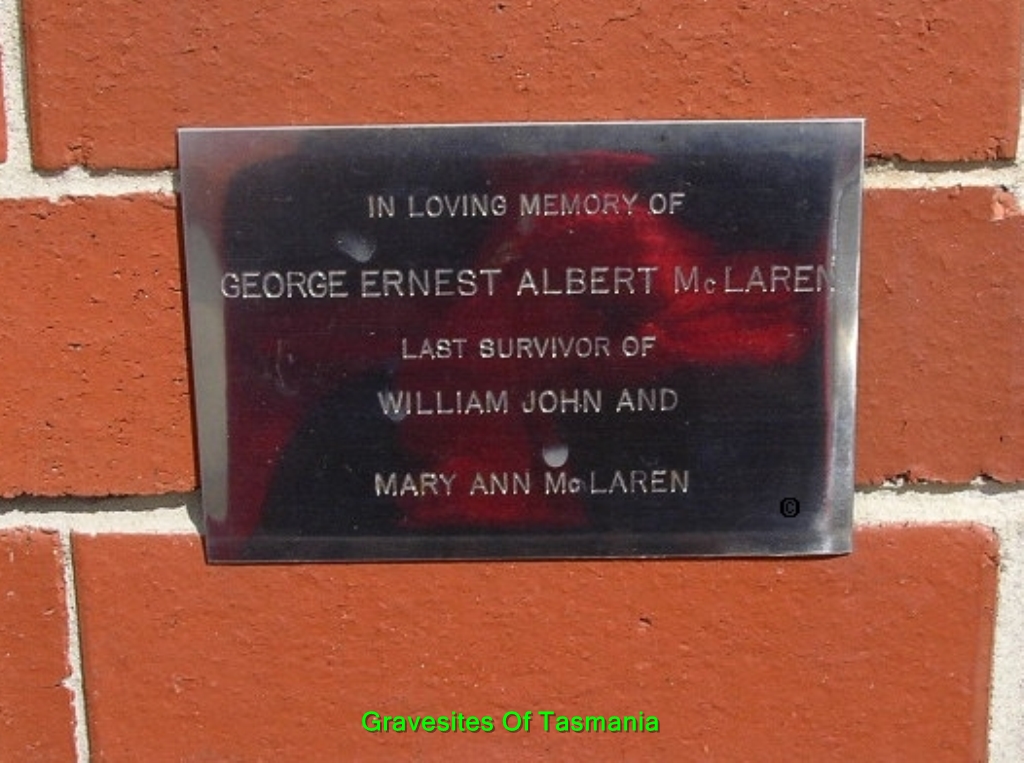 IN LOVING MEMORY OF
GEORGE ERNEST ALBERT McLAREN
LAST SURVIVOR OF
WILLIAM JOHN AND
MARY ANN McLAREN
©
Gravesites Of Tasmania